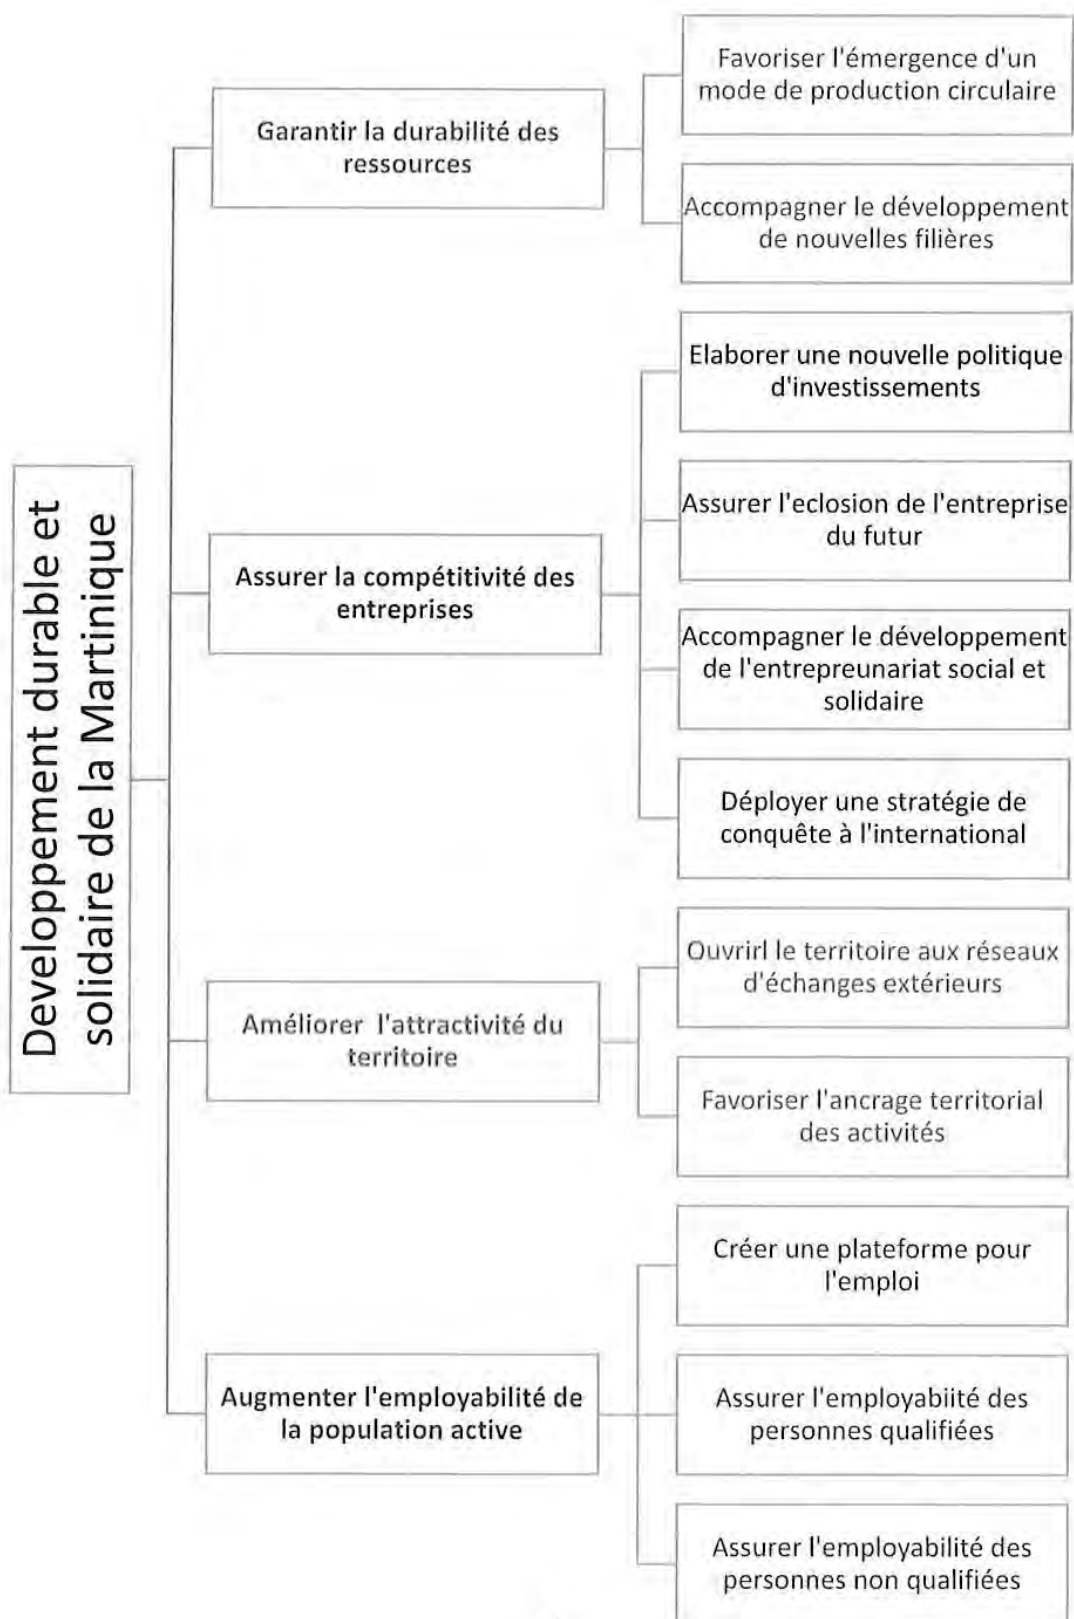 Developpement durable et
solidaire de la Martinique
Garantir la durabilité des
ressources
Favoriser l'émergence d'un
mode de production circulaire
Accompagner le développement
de nouvelles filières
Assurer la compétitivité des
entreprises
Elaborer une nouvelle politique
d'investissements
Assurer l'eclosion de l'entreprise
du futur
Accompagner le développement
de l'entrepreunariat social et
solidaire
Déployer une stratégie de
conquête à l'international
Améliorer l'attractivité du
territoire
Ouvrirl le territoire aux réseaux
d'échanges extérieurs
Favoriser l'ancrage territorial
des activités
Augmenter l'employabilité de
la population active
Créer une plateforme pour
l'emploi
Assurer l'employabiité des
personnes qualifiées
Assurer l'employabilité des
personnes non qualifiées